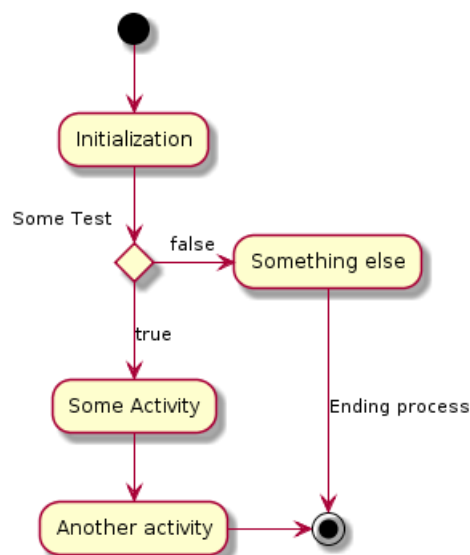 Initialization
Some Test
false
Something else
true
Some Activity
Ending process
Another activity